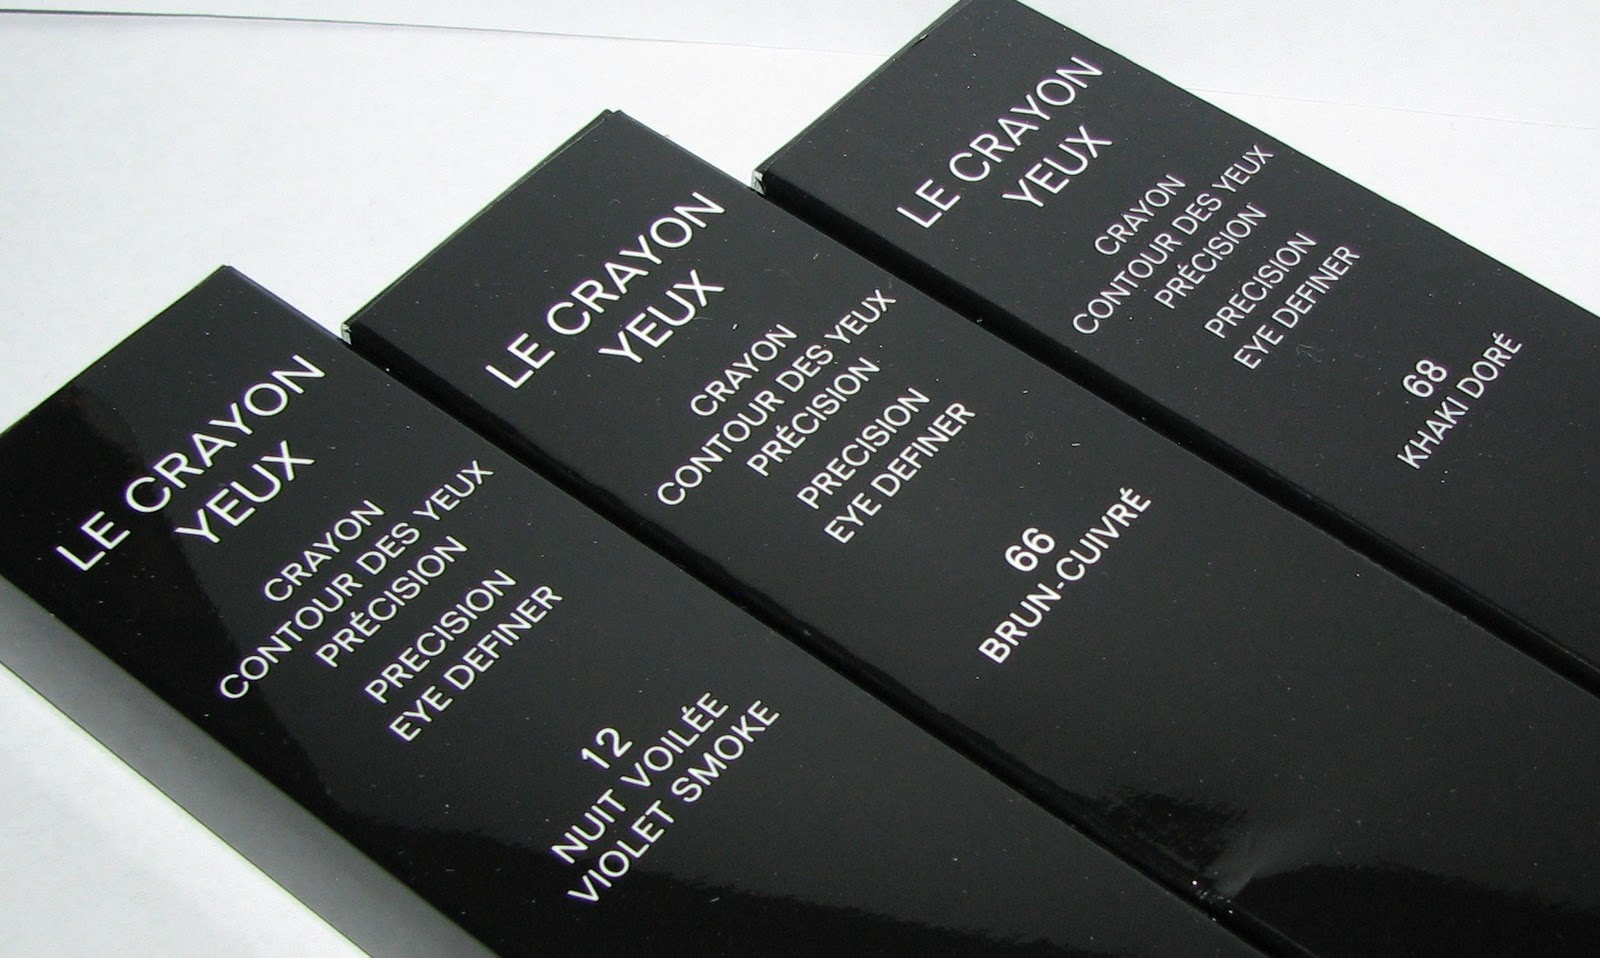 LE CRAYON
YEUX
CRAYON
CONTOUR DES YEUX
PRÉCISION
PRECISION
EYE DEFINER
12
NUIT VOILÉE
VIOLET SMOKE
LE CRAYON
YEUX
CRAYON
CONTOUR DES YEUX
PRÉCISION
PRECISION
EYE DEFINER
66
BRUN-CUIVRÉ
LE CRAYON
YEUX
CRAYON
CONTOUR DES YEUX
PRÉCISION
PRECISION
EYE DEFINER
68
KHAKI DORÉ